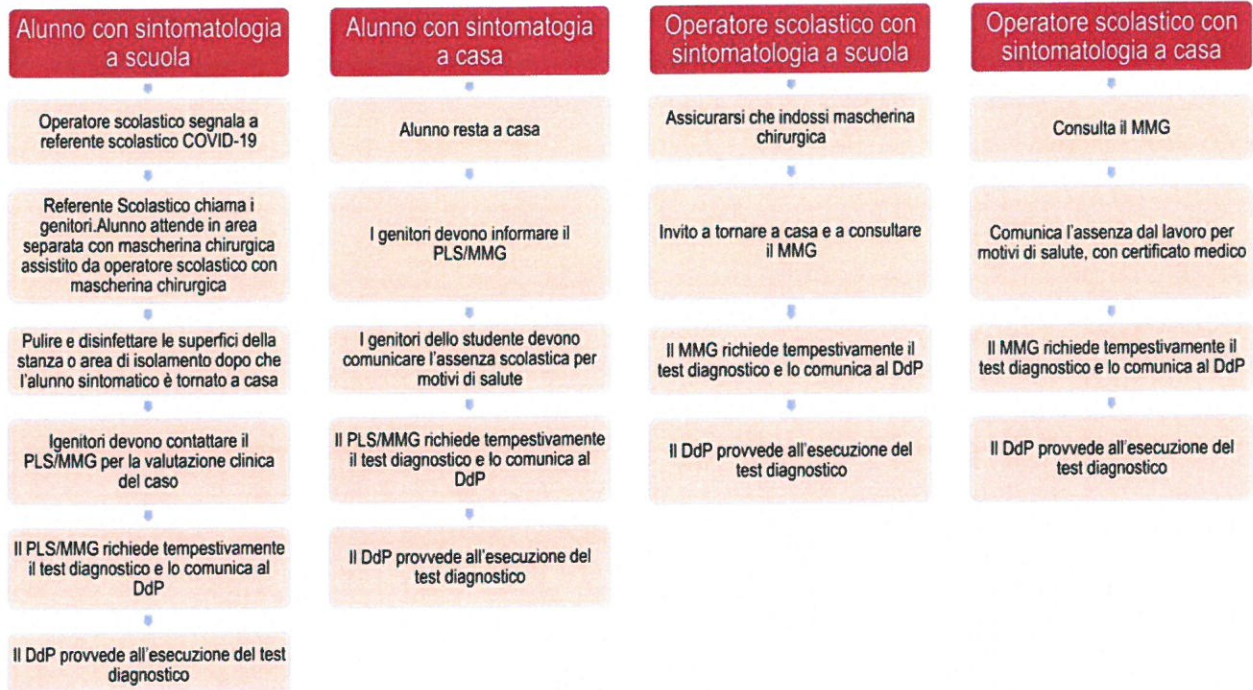 Alunno con sintomatologia
a scuola
Operatore scolastico segnala a
referente scolastico COVID-19
Referente Scolastico chiama i
genitori.Alunno attende in area
separata con mascherina chirurgica
assistito da operatore scolastico con
mascherina chirurgica
Pulire e disinfettare le superfici della
stanza o area di isolamento dopo che
l'alunno sintomatico è tornato a casa
Igenitori devono contattare il
PLS/MMG per la valutazione clinica
del caso
Il PLS/MMG richiede tempestivamente
il test diagnostico e lo comunica al
DdP
Il DdP provvede all'esecuzione del test
diagnostico
Alunno con sintomatogia
a casa
Alunno resta a casa
I genitori devono informare il
PLS/MMG
I genitori dello studente devono
comunicare l'assenza scolastica per
motivi di salute
Il PLS/MMG richiede tempestivamente
il test diagnostico e lo comunica al
DdP
Il DdP provvede all'esecuzione del
test diagnostico
Operatore scolastico con
sintomatologia a scuola
Assicurarsi che indossi mascherina
chirurgica
Invito a tornare a casa e a consultare
il MMG
Il MMG richiede tempestivamente il
test diagnostico e lo comunica al DdP
Il DdP provvede all'esecuzione del
test diagnostico
Operatore scolastico con
sintomatologia a casa
Consulta il MMG
Comunica l'assenza dal lavoro per
motivi di salute, con certificato medico
Il MMG richiede tempestivamente il
test diagnostico e lo comunica al DdP
Il DdP provvede all'esecuzione del
test diagnostico